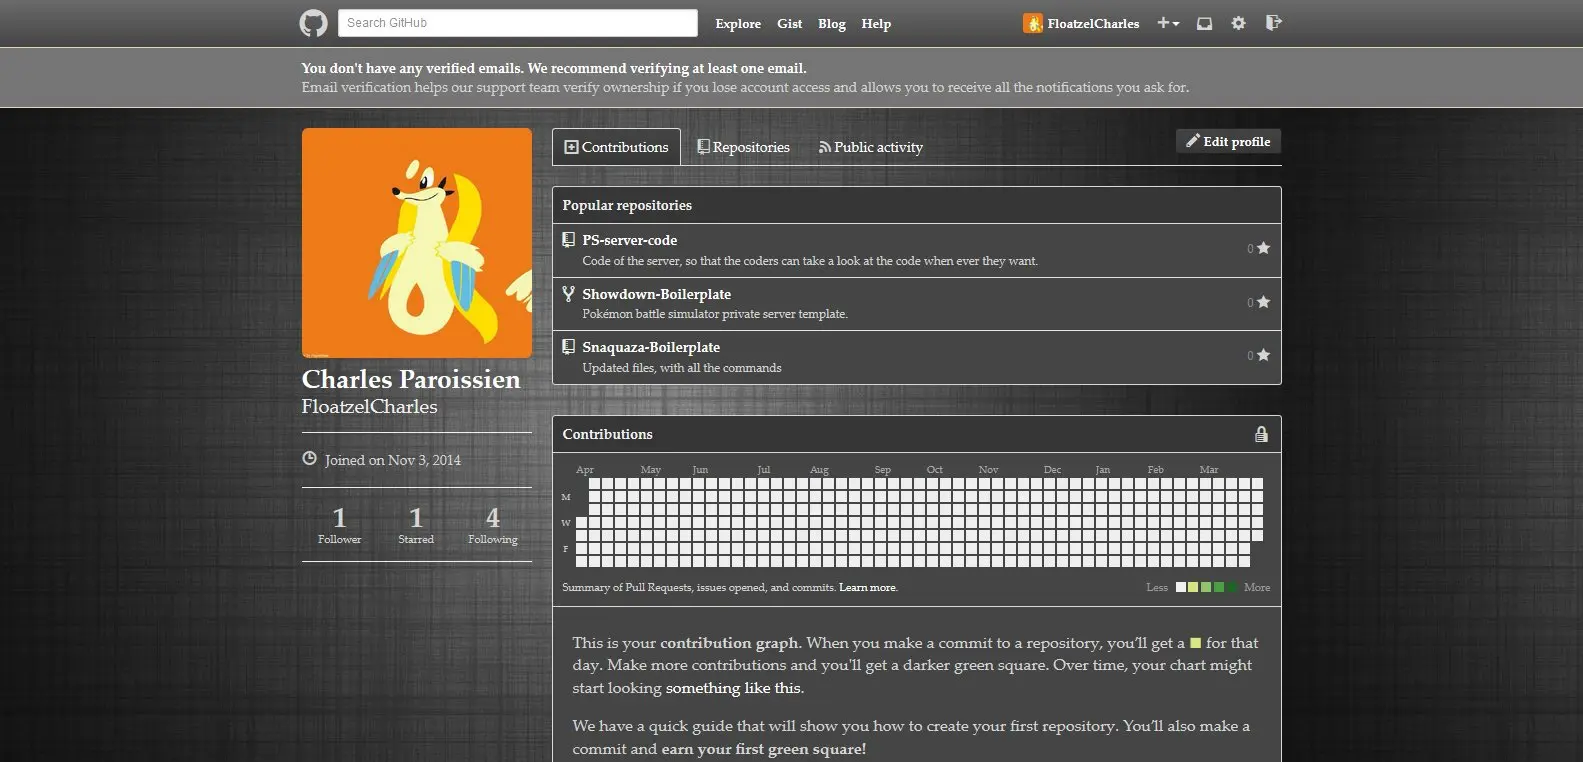 Search GitHub
Explore Gist Blog Help
FloatzelCharles
You don't have any verified emails. We recommend verifying at least one email.
Email verification helps our support team verify ownership if you lose account access and allows you to receive all the notifications you ask for.
Charles Paroissien
FloatzelCharles
Joined on Nov 3, 2014
1 1 4
Follower Starred Following
Contributions Repositories Public activity
Edit profile
Popular repositories
PS-server-code
Code of the server, so that the coders can take a look at the code when ever they want.
0
Showdown-Boilerplate
Pokémon battle simulator private server template.
0
Snaquaza-Boilerplate
Updated files, with all the commands
0
Contributions
Apr May Jun Jul Aug Sep Oct Nov Dec Jan Feb Mar
M
W
F
Summary of Pull Requests, issues opened, and commits. Learn more.
Less More
This is your contribution graph. When you make a commit to a repository, you’ll get a for that
day. Make more contributions and you'll get a darker green square. Over time, your chart might
start looking something like this.
We have a quick guide that will show you how to create your first repository. You’ll also make a
commit and earn your first green square!